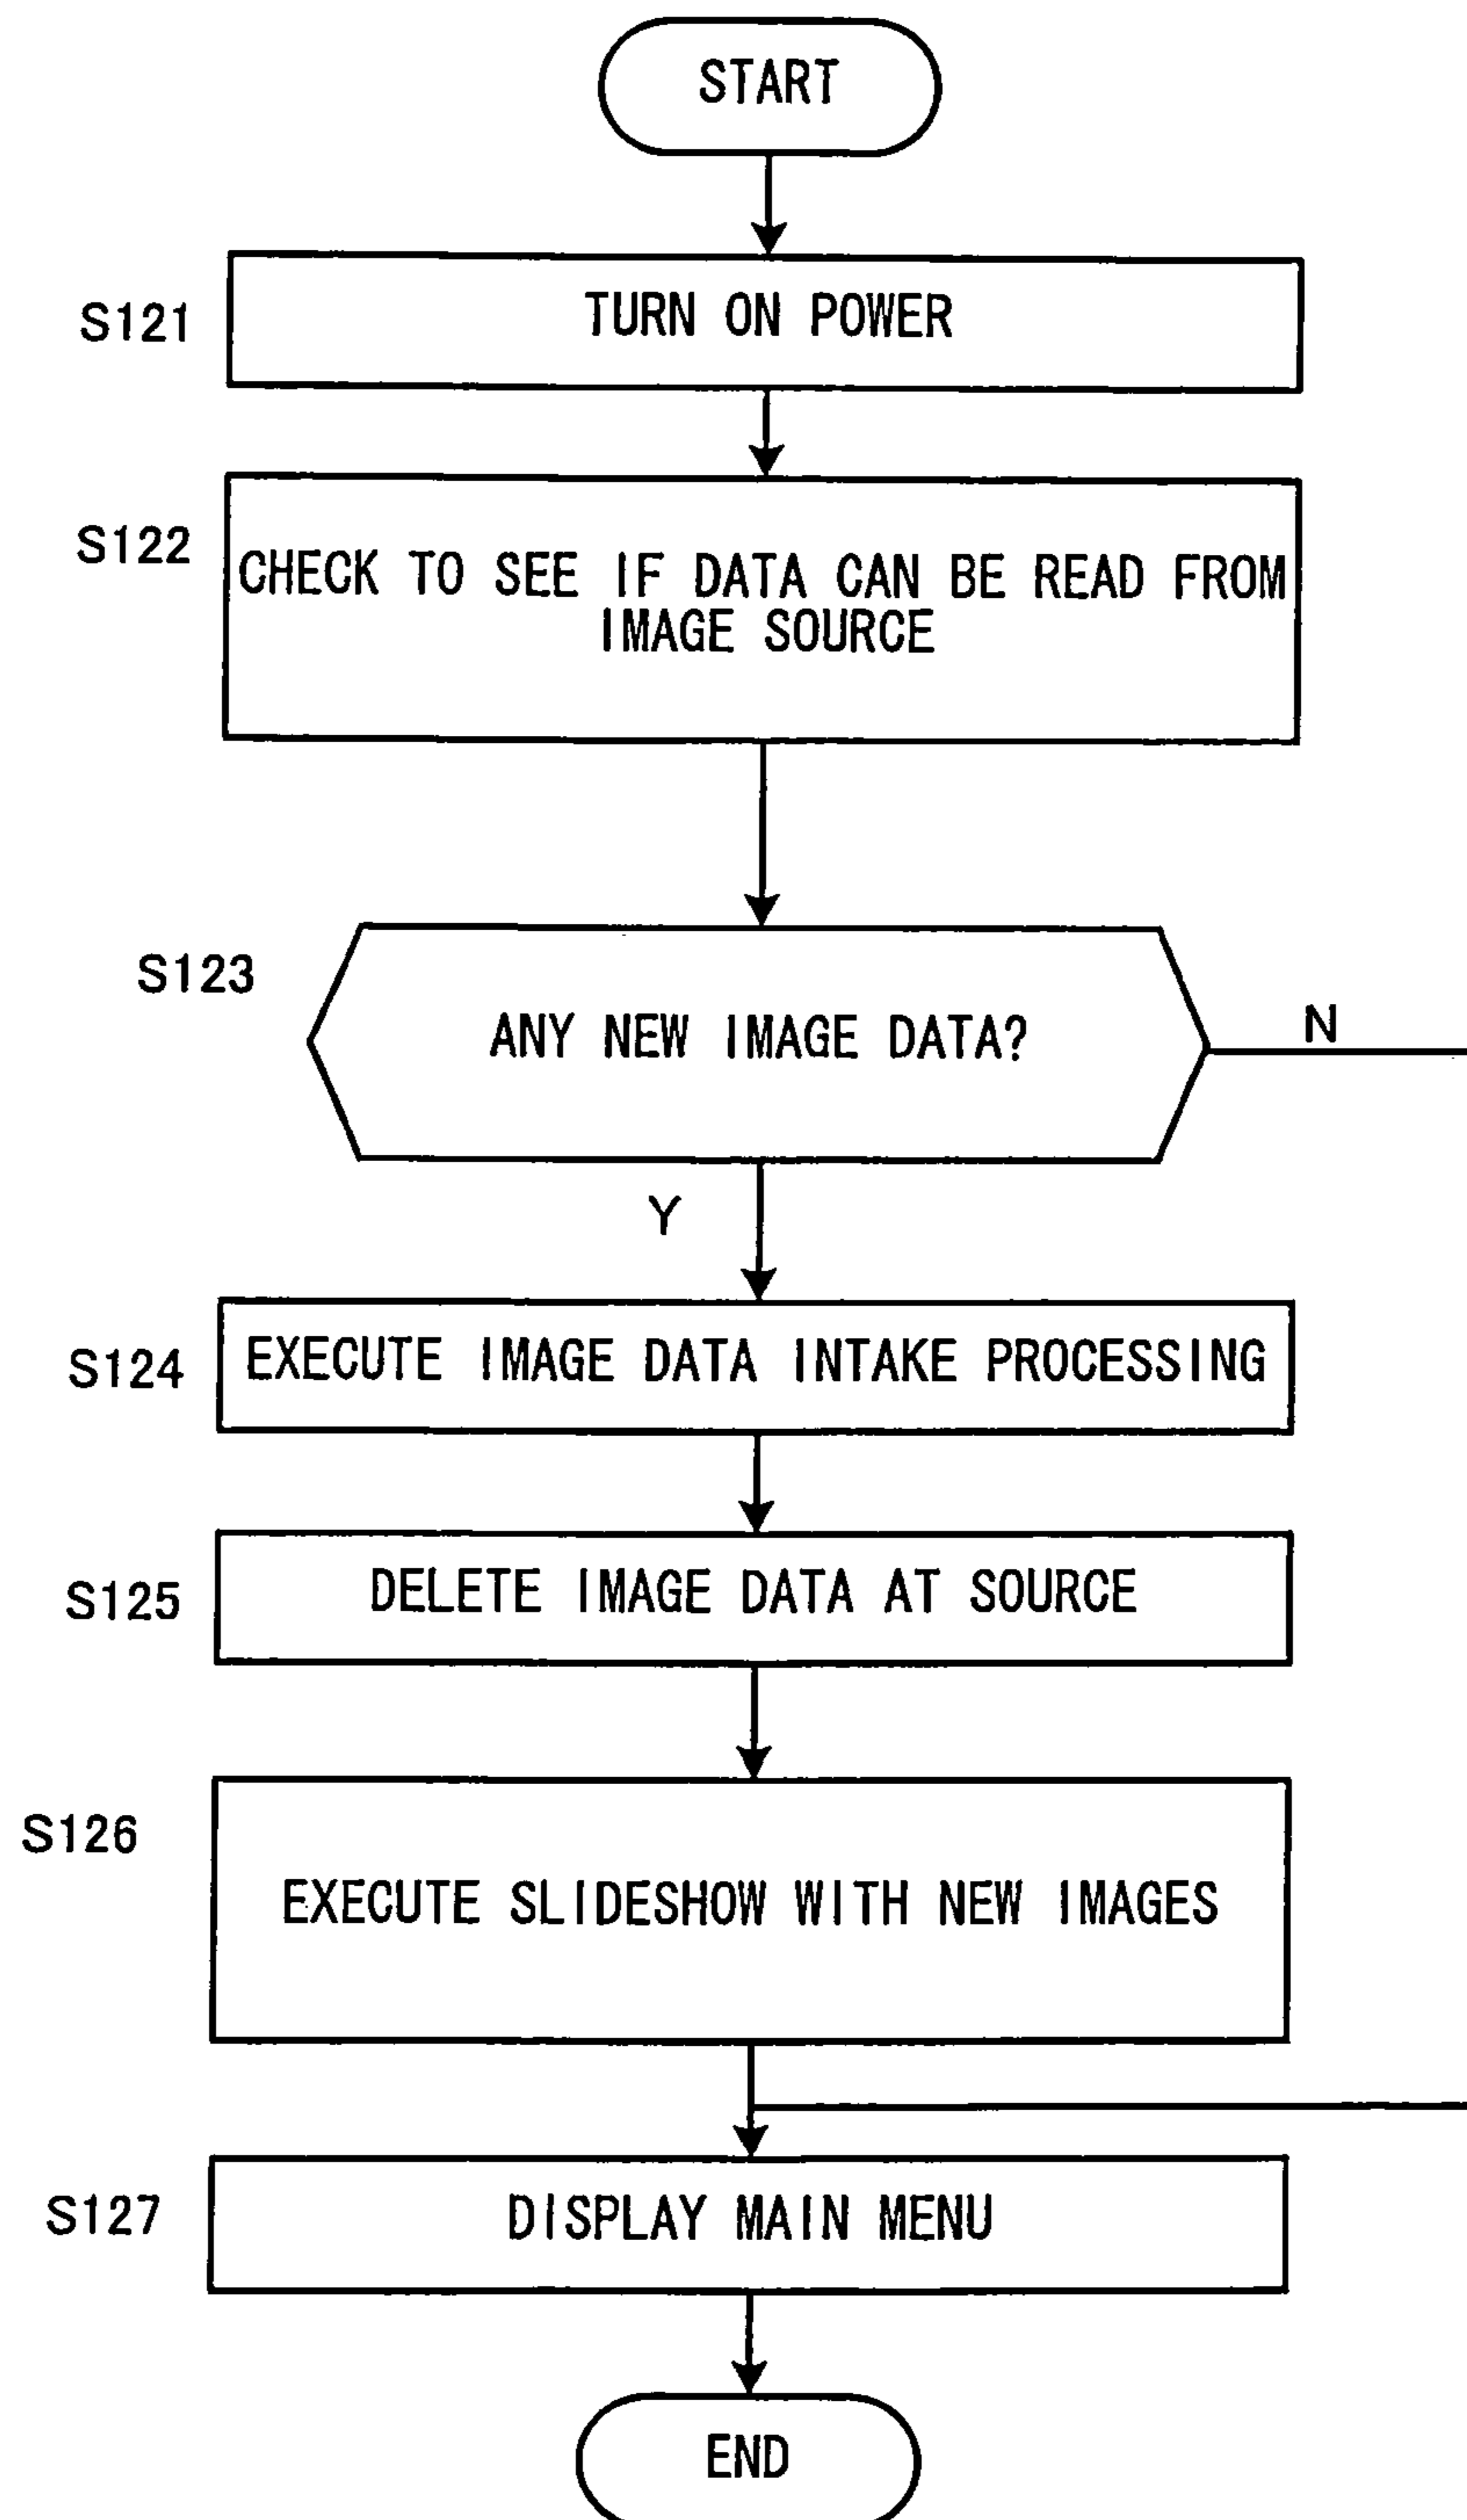 START
S121
TURN ON POWER
S122
CHECK TO SEE IF DATA CAN BE READ FROM
IMAGE SOURCE
S123
ANY NEW IMAGE DATA?
N
Y
S124
EXECUTE IMAGE DATA INTAKE PROCESSING
S125
DELETE IMAGE DATA AT SOURCE
S126
EXECUTE SLIDESHOW WITH NEW IMAGES
S127
DISPLAY MAIN MENU
END